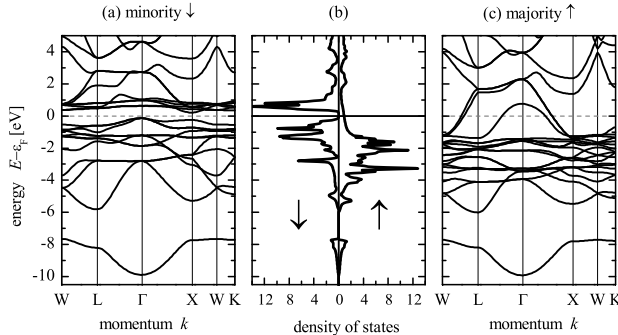 (a) minority ↓
(b)
(c) majority ↑
energy E−εF [eV]
4
2
0
-2
-4
-6
-8
-10
W L Γ X W K
momentum k
12 8 4 0 4 8 12
density of states
W L Γ X W K
momentum k